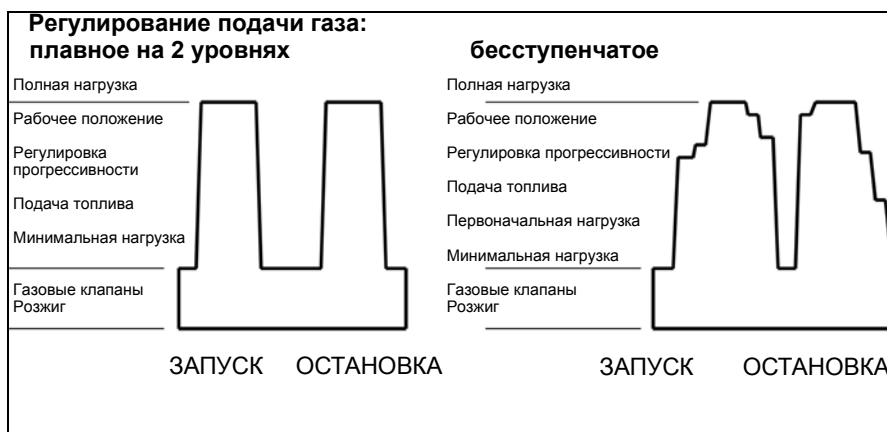 Регулирование подачи газа:
плавное на 2 уровнях
бесступенчатое
Полная нагрузка
Рабочее положение
Регулировка
прогрессивности
Подача топлива
Минимальная нагрузка
Газовые клапаны
Розжиг
ЗАПУСК
ОСТАНОВКА
Полная нагрузка
Рабочее положение
Регулировка прогрессивности
Подача топлива
Первоначальная нагрузка
Минимальная нагрузка
Газовые клапаны
Розжиг
ЗАПУСК
ОСТАНОВКА